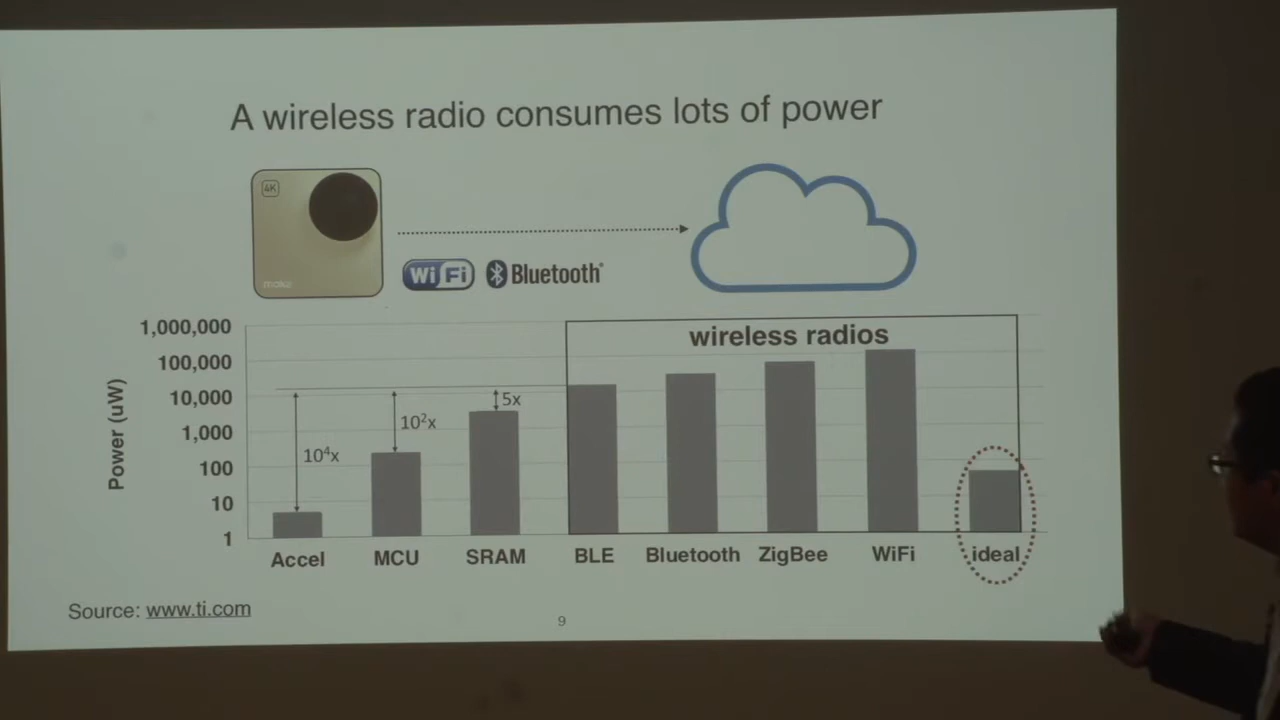 A wireless radio consumes lots of power
4K
moke
WiFi Bluetooth
wireless radios
Power (uW)
1,000,000
100,000
10,000
1,000
100
10
1
10⁴x
10²x
5x
Accel MCU SRAM BLE Bluetooth ZigBee WiFi ideal
Source: www.ti.com
9